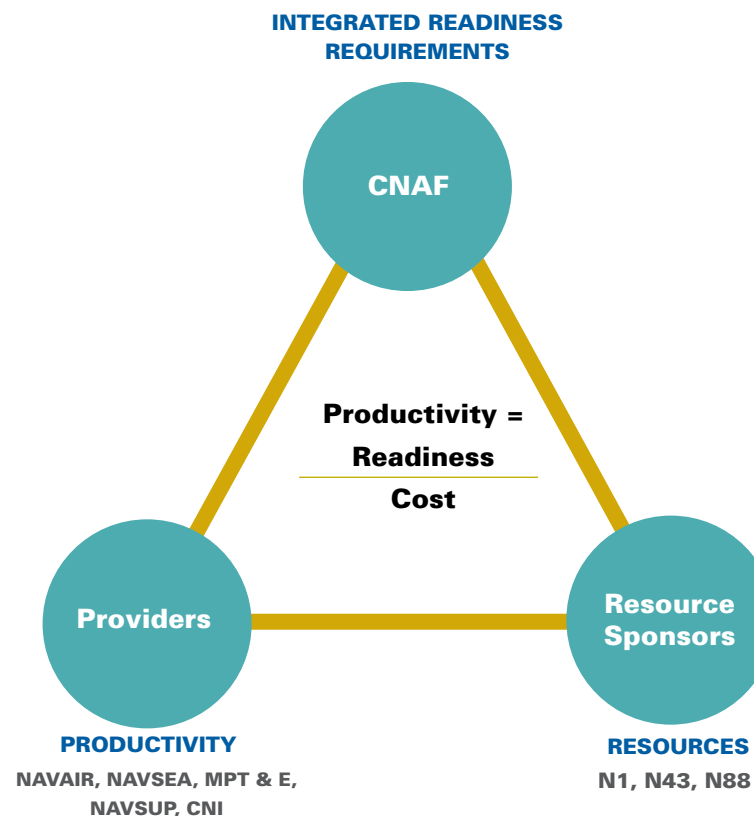 INTEGRATED READINESS
REQUIREMENTS
CNAF
Productivity =
Readiness
Cost
Providers
Resource
Sponsors
PRODUCTIVITY
NAVAIR, NAVSEA, MPT & E,
NAVSUP, CNI
RESOURCES
N1, N43, N88